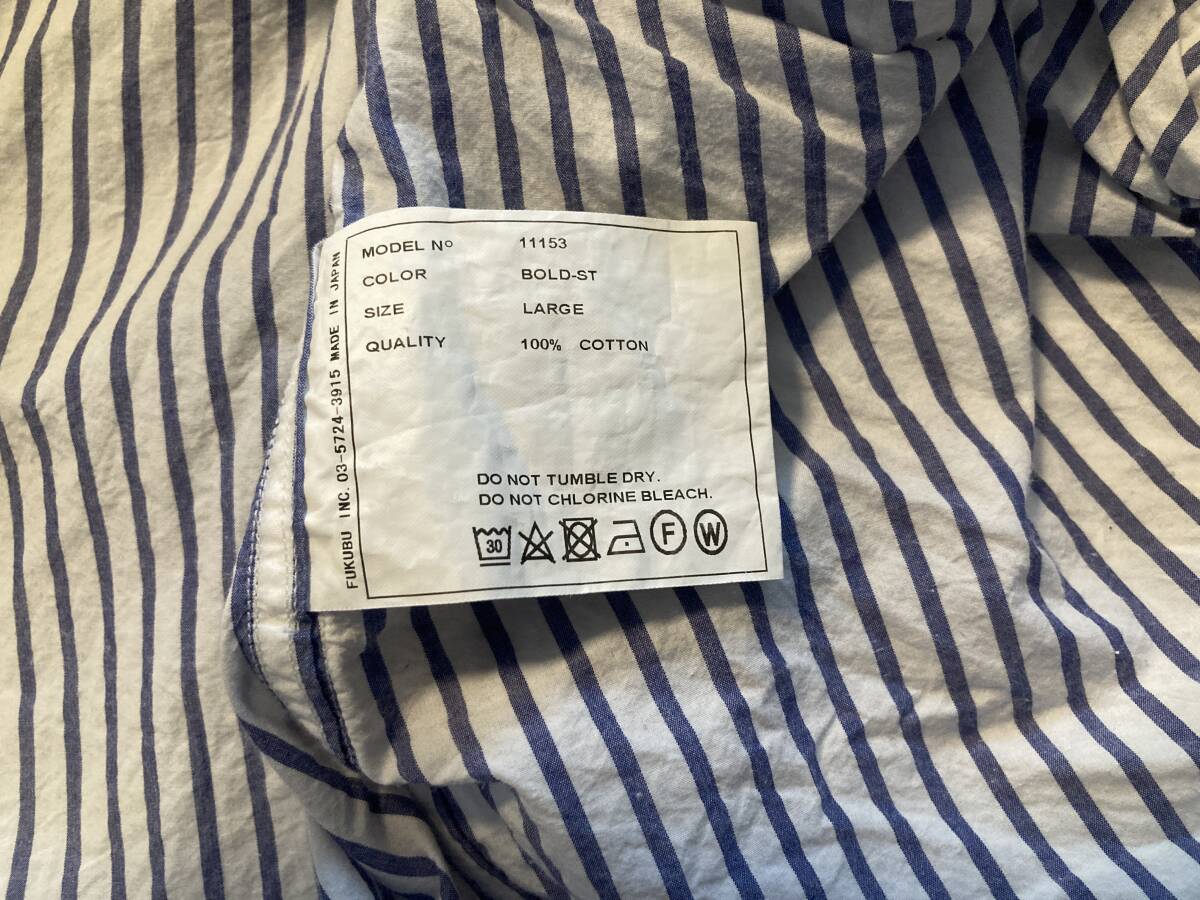 MODEL Nº 11153
COLOR BOLD-ST
SIZE LARGE
QUALITY 100% COTTON
DO NOT TUMBLE DRY.
DO NOT CHLORINE BLEACH.
30 F W
FUKUBU INC. 03-5724-3915 MADE IN JAPAN